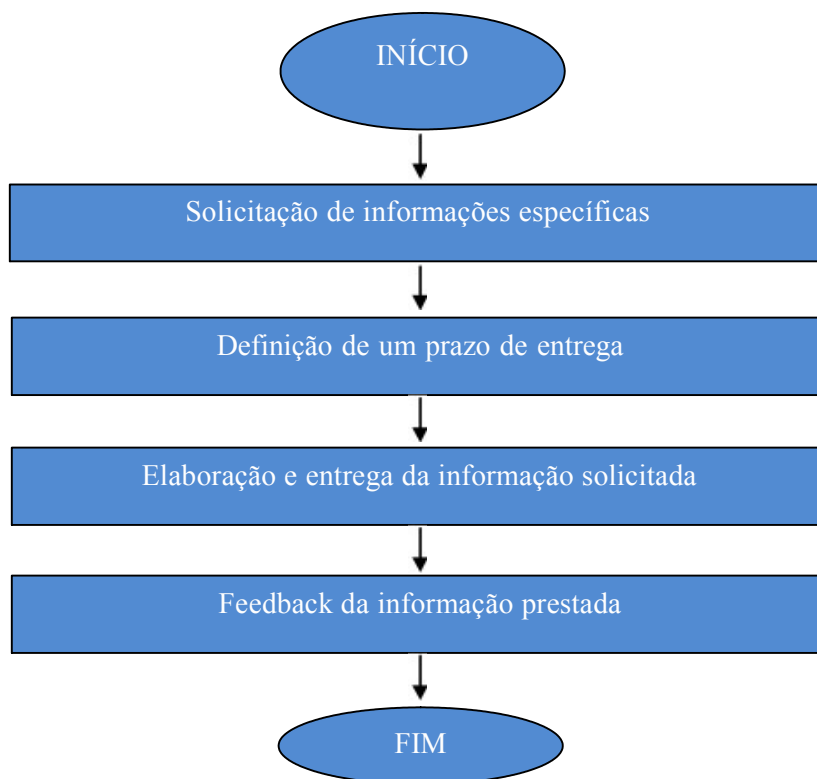 INÍCIO
Solicitação de informações específicas
Definição de um prazo de entrega
Elaboração e entrega da informação solicitada
Feedback da informação prestada
FIM